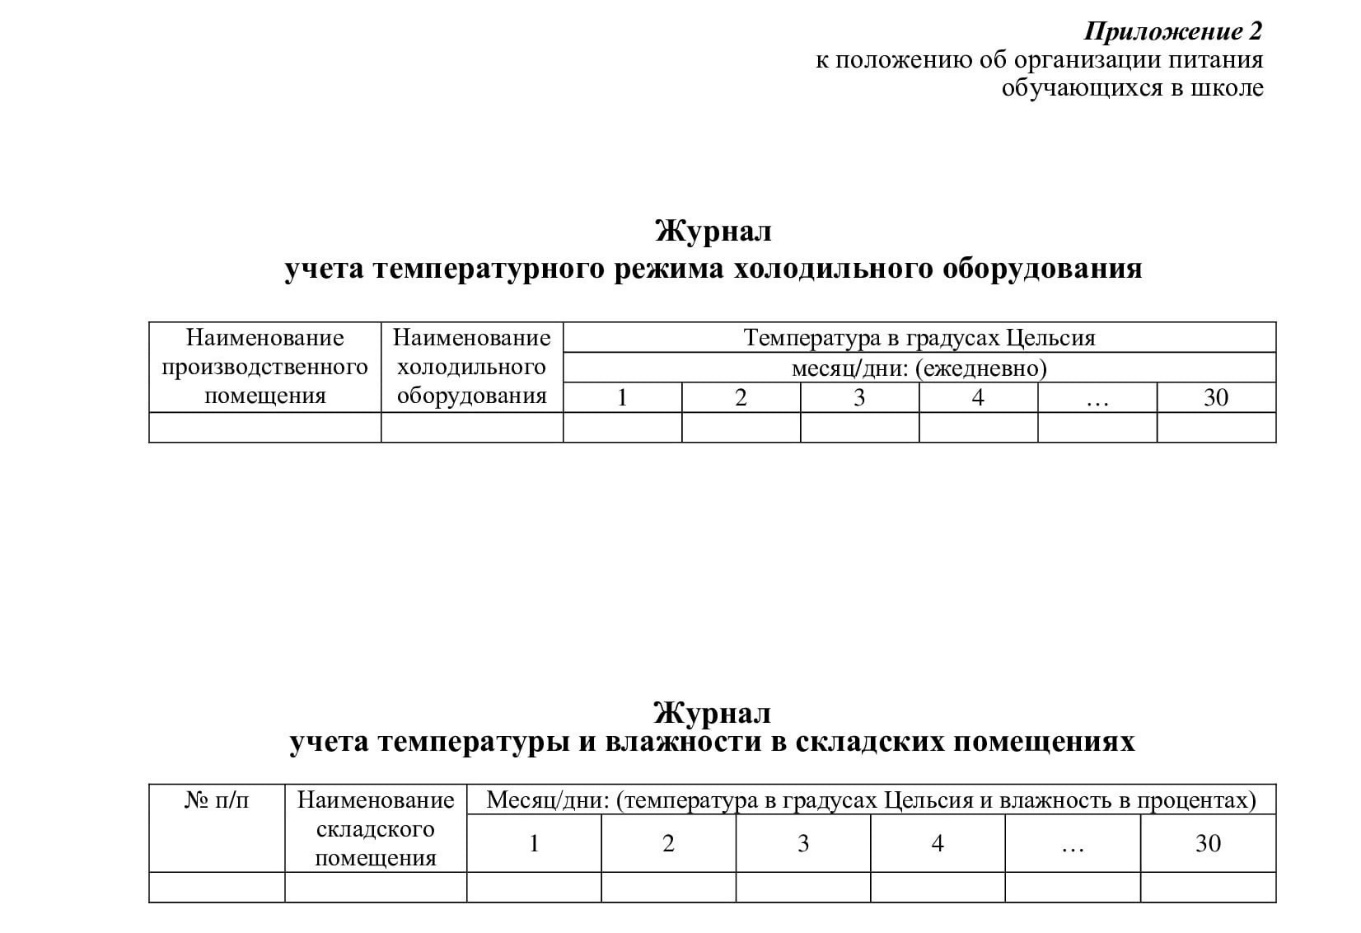 Приложение 2
к положению об организации питания
обучающихся в школе
Журнал
учета температурного режима холодильного оборудования
Наименование производственного помещения
Наименование холодильного оборудования
Температура в градусах Цельсия
месяц/дни: (ежедневно)
1 2 3 4 … 30
Журнал
учета температуры и влажности в складских помещениях
№ п/п
Наименование складского помещения
Месяц/дни: (температура в градусах Цельсия и влажность в процентах)
1 2 3 4 … 30